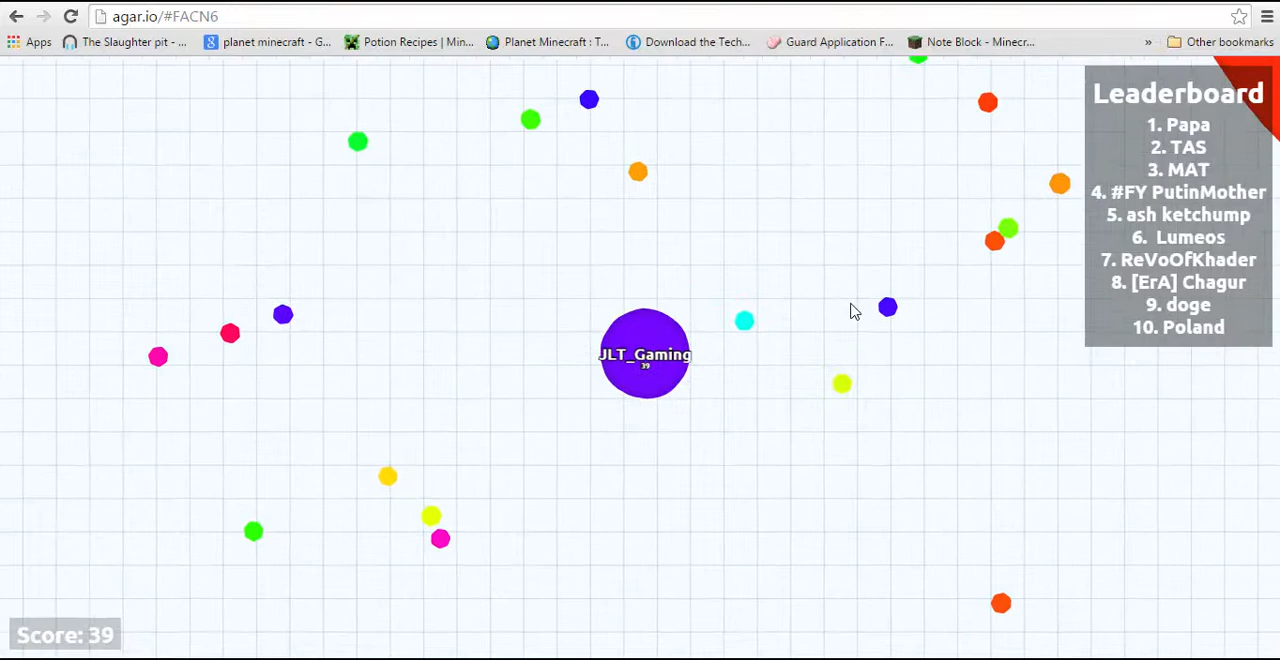 agar.io/#FACN6
Apps The Slaughter pit - ... planet minecraft - G... Potion Recipes | Min... Planet Minecraft : T... Download the Tech... Guard Application F... Note Block - Minecr... » Other bookmarks
Leaderboard
1. Papa
2. TAS
3. MAT
4. #FY PutinMother
5. ash ketchump
6. Lumeos
7. ReVoOfKhader
8. [ErA] Chagur
9. doge
10. Poland
JLT_Gaming
39
Score: 39